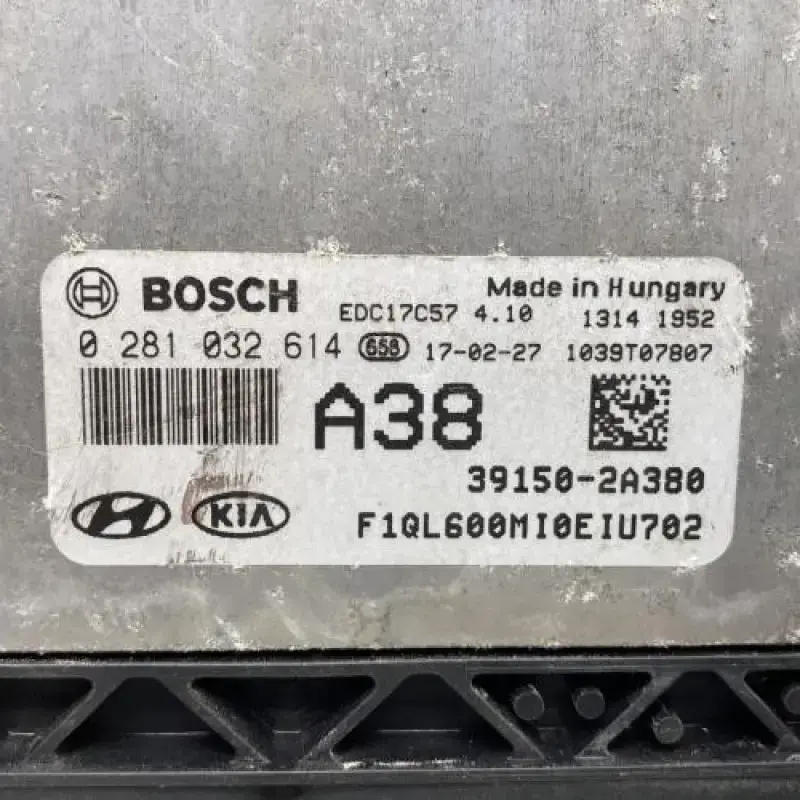 BOSCH
Made in Hungary
EDC17C57 4.10
1314 1952
0 281 032 614 658 17-02-27 1039T07807
A38
39150-2A380
KIA
F1QL600MI0EIU702